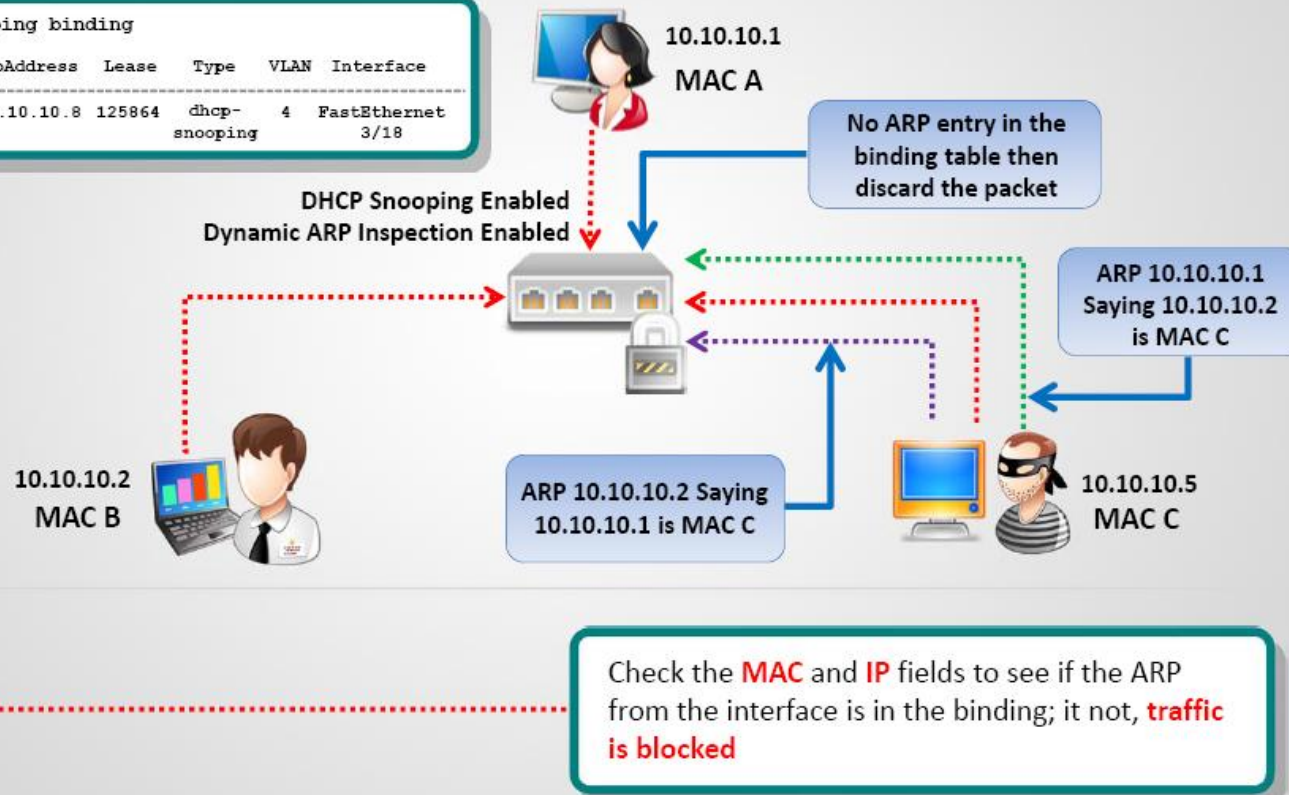 binding
Lease Type VLAN Interface
.10.10.8 125864 dhcp- 4 FastEthernet
snooping 3/18
10.10.10.1
MAC A
No ARP entry in the
binding table then
discard the packet
DHCP Snooping Enabled
Dynamic ARP Inspection Enabled
ARP 10.10.10.1
Saying 10.10.10.2
is MAC C
10.10.10.2
MAC B
ARP 10.10.10.2 Saying
10.10.10.1 is MAC C
10.10.10.5
MAC C
Check the MAC and IP fields to see if the ARP
from the interface is in the binding; it not, traffic
is blocked